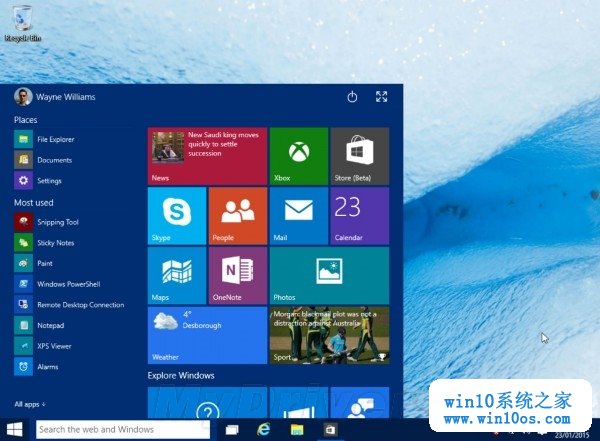 Recycle Bin
Wayne Williams
Places
File Explorer
Documents
Settings
Most used
Snipping Tool
Sticky Notes
Paint
Windows PowerShell
Remote Desktop Connection
Notepad
XPS Viewer
Alarms
All apps
New Saudi king moves
quickly to settle
succession
News
Xbox
Store (Beta)
Skype
People
Mail
23
Calendar
Maps
OneNote
Photos
4°
Desborough
Weather
Morgan: blackmail plot was not a
distraction against Australia
Sport
Explore Windows
Search the web and Windows
23/01/2015
win10系统之家
www.win10os.com